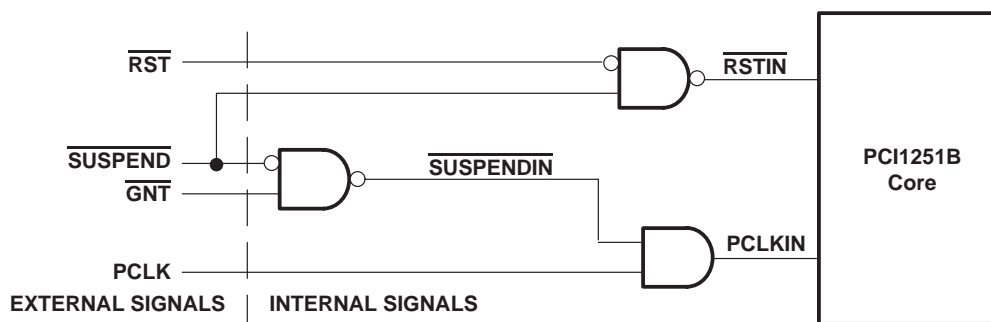 RST
RSTIN
SUSPEND
SUSPENDIN
GNT
PCI1251B
Core
PCLKIN
PCLK
EXTERNAL SIGNALS
INTERNAL SIGNALS